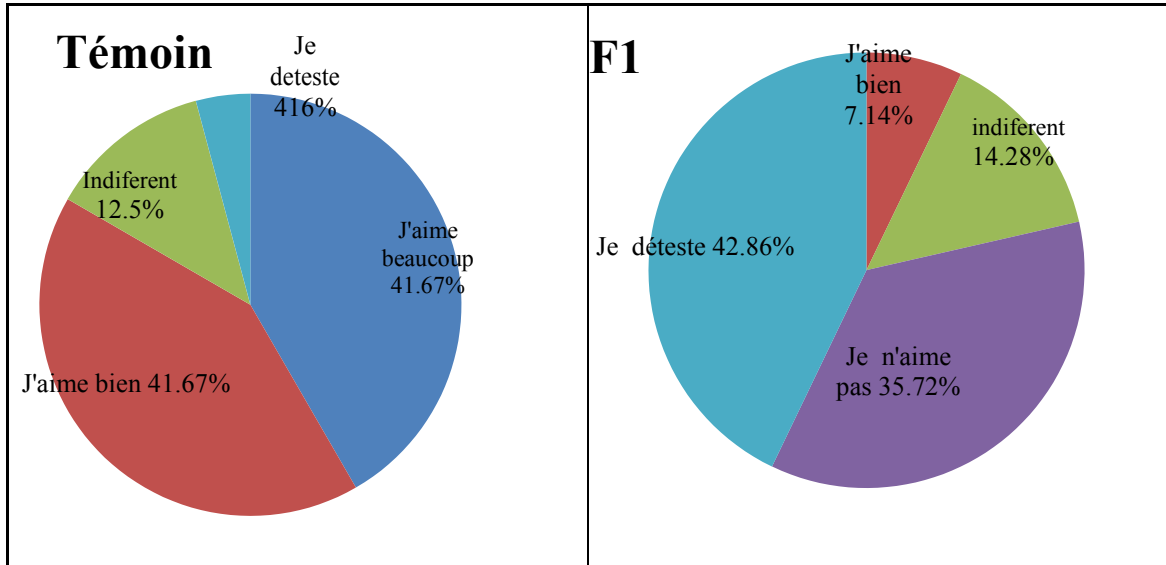 Témoin
Je
deteste
416%
Indiferent
12.5%
J'aime
beaucoup
41.67%
J'aime bien 41.67%
F1
J'aime
bien
7.14%
indiferent
14.28%
Je déteste 42.86%
Je n'aime
pas 35.72%